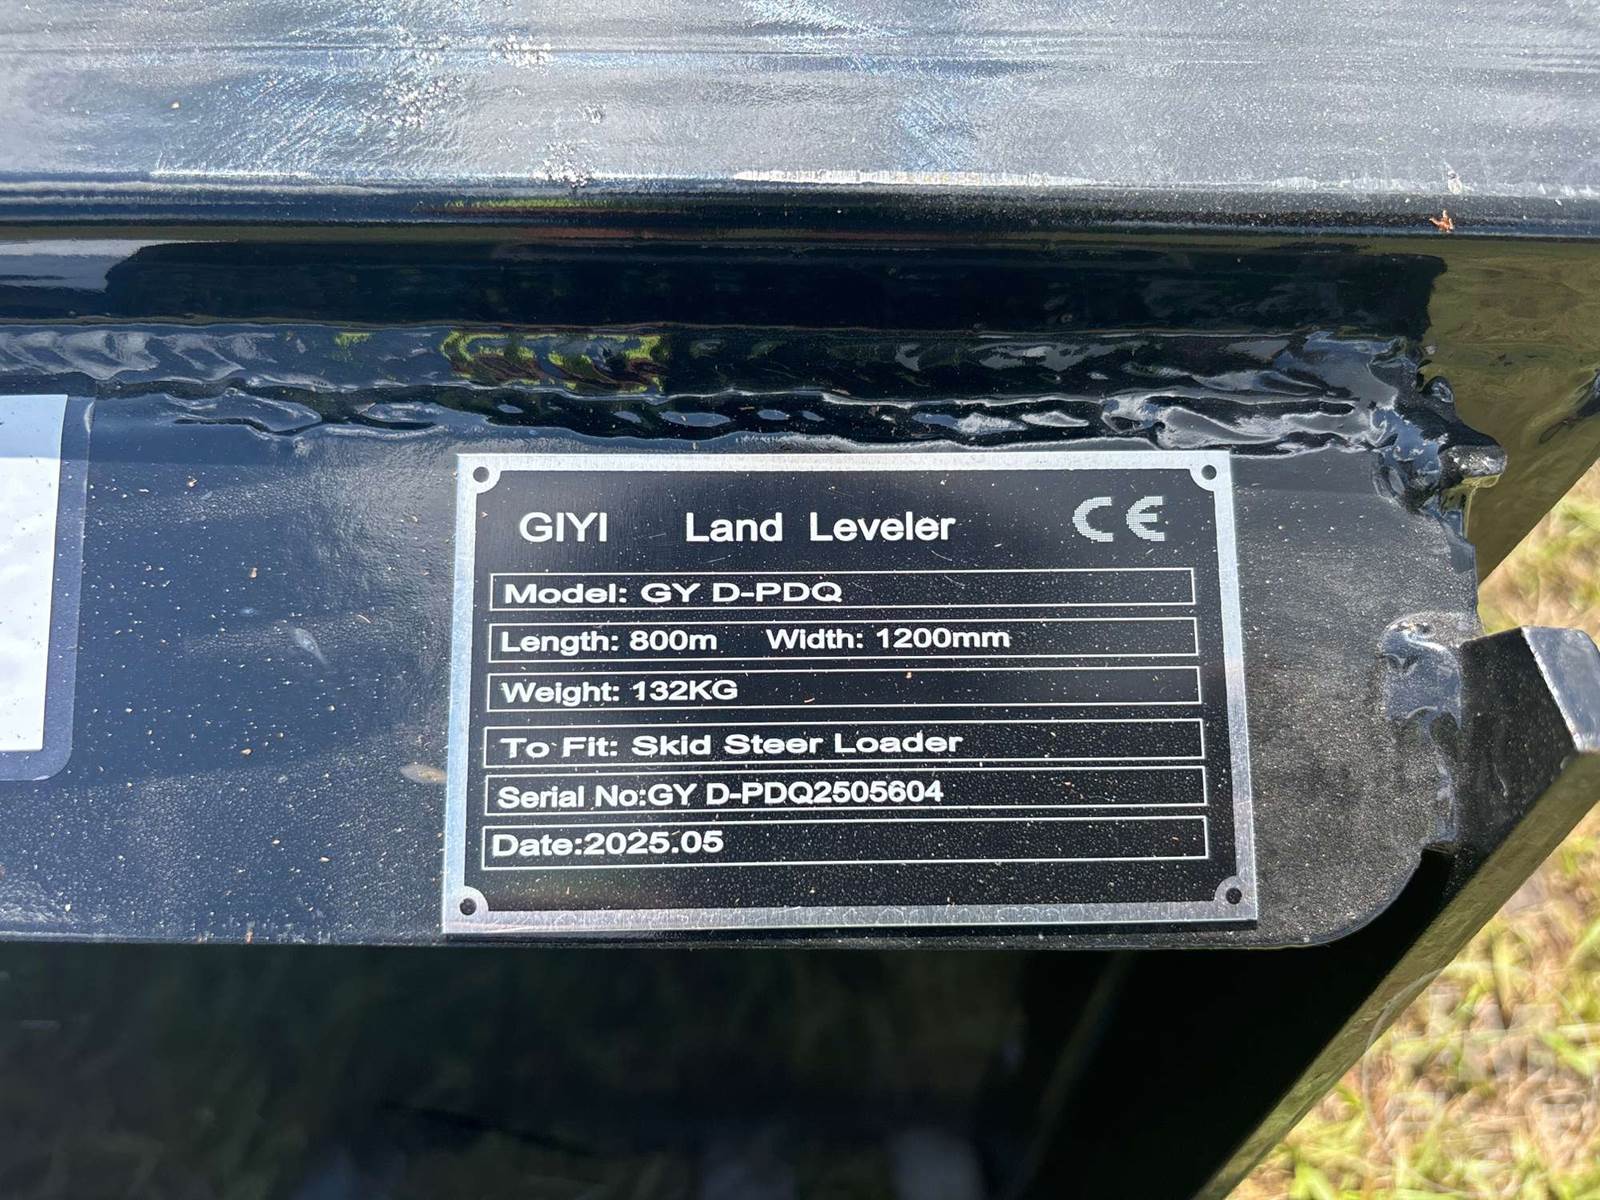 GIYI Land Leveler CE
Model: GY D-PDQ
Length: 800m Width: 1200mm
Weight: 132KG
To Fit: Skid Steer Loader
Serial No:GY D-PDQ2505604
Date:2025.05